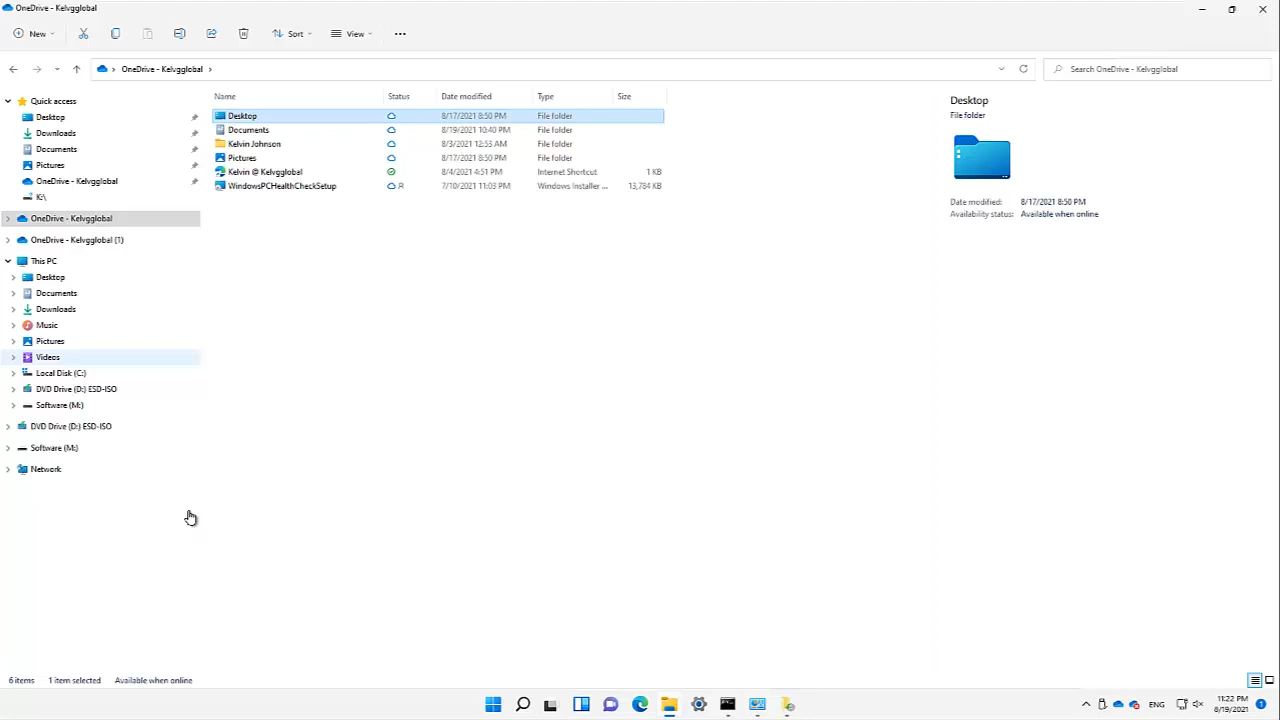 OneDrive - Kelvgglobal
New
Sort
View
OneDrive - Kelvgglobal
Search OneDrive - Kelvgglobal
Name Status Date modified Type Size
Desktop 8/17/2021 8:50 PM File folder
Documents 8/19/2021 10:40 PM File folder
Kelvin Johnson 8/3/2021 12:53 AM File folder
Pictures 8/17/2021 8:50 PM File folder
Kelvin @ Kelvgglobal 8/4/2021 4:51 PM Internet Shortcut 1 KB
WindowsPCHealthCheckSetup 7/10/2021 11:03 PM Windows Installer ... 13,784 KB
Quick access
Desktop
Downloads
Documents
Pictures
OneDrive - Kelvgglobal
K:\
OneDrive - Kelvgglobal
OneDrive - Kelvgglobal (1)
This PC
Desktop
Documents
Downloads
Music
Pictures
Videos
Local Disk (C:)
DVD Drive (D:) ESD-ISO
Software (M:)
DVD Drive (D:) ESD-ISO
Software (M:)
Network
Desktop
File folder
Date modified: 8/17/2021 8:50 PM
Availability status: Available when online
6 items 1 item selected Available when online
ENG
11:22 PM
8/19/2021
1